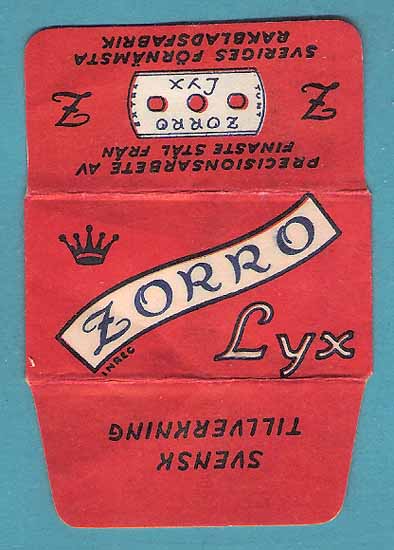 PRECISIONSARBETE AV
FINASTE STÅL FRÅN
Z
EXTRA
ZORRO
LYX
TUNT
Z
SVERIGES FÖRNÄMSTA
RAKBLADSFABRIK
ZORRO
INREG
Lyx
SVENSK
TILLVERKNING